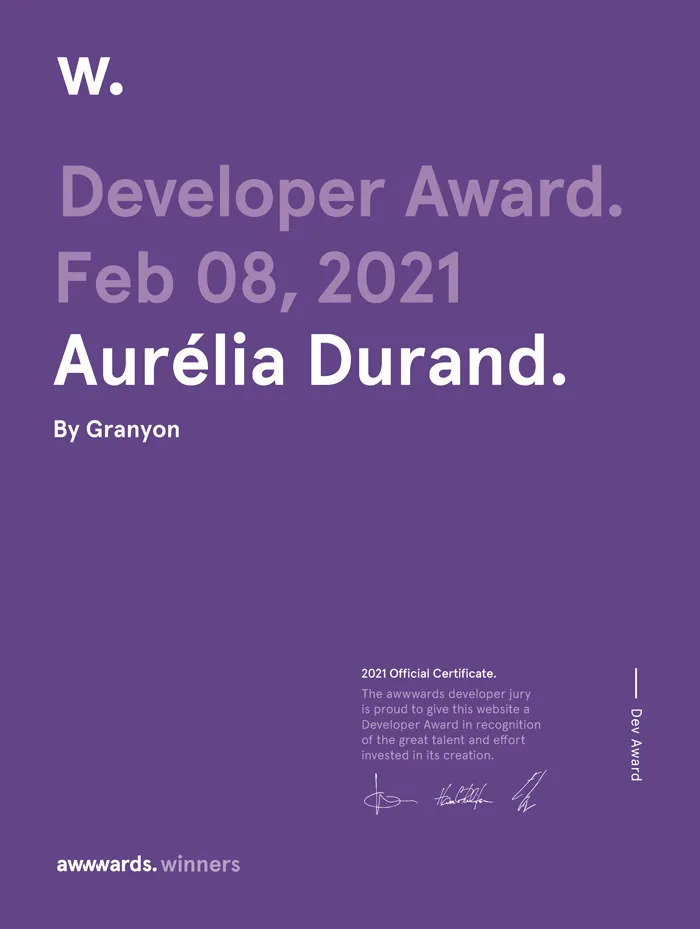 w.
Developer Award.
Feb 08, 2021
Aurélia Durand.
By Granyon
2021 Official Certificate.
The awwwards developer jury
is proud to give this website a
Developer Award in recognition
of the great talent and effort
invested in its creation.
Dev Award
awwwards.winners